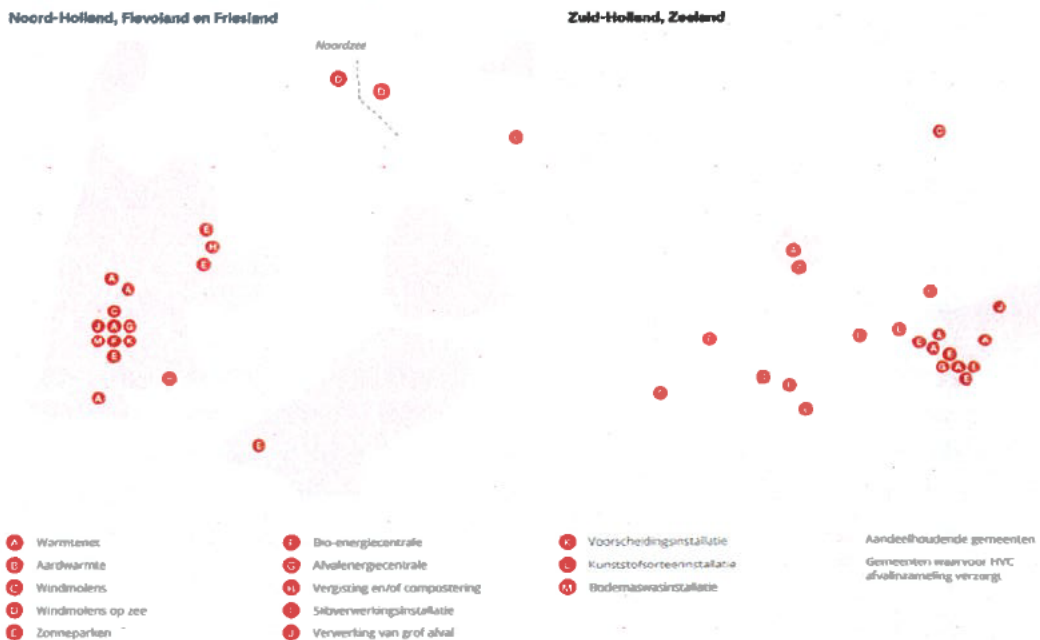 Noord-Holland, Flevoland en Friesland
Zuid-Holland, Zeeland
Noordzee
D
D
C
E
H
E
A
A
C
J A G
M F K
E
A
E
A
J
E
A
A
E
G A
E
A Warmtenet
B Aardwarmte
C Windmolens
D Windmolens op zee
E Zonneparken
F Bio-energiecentrale
G Afvalenergiecentrale
H Vergisting en/of compostering
I Slibverwerkingsinstallatie
J Verwerking van grof afval
K Voorscheidingsinstallatie
L Kunststofsorteerinstallatie
M Bodemwasinstallatie
Aandeelhoudende gemeenten
Gemeenten waarvoor HVC
afvalinzameling verzorgt